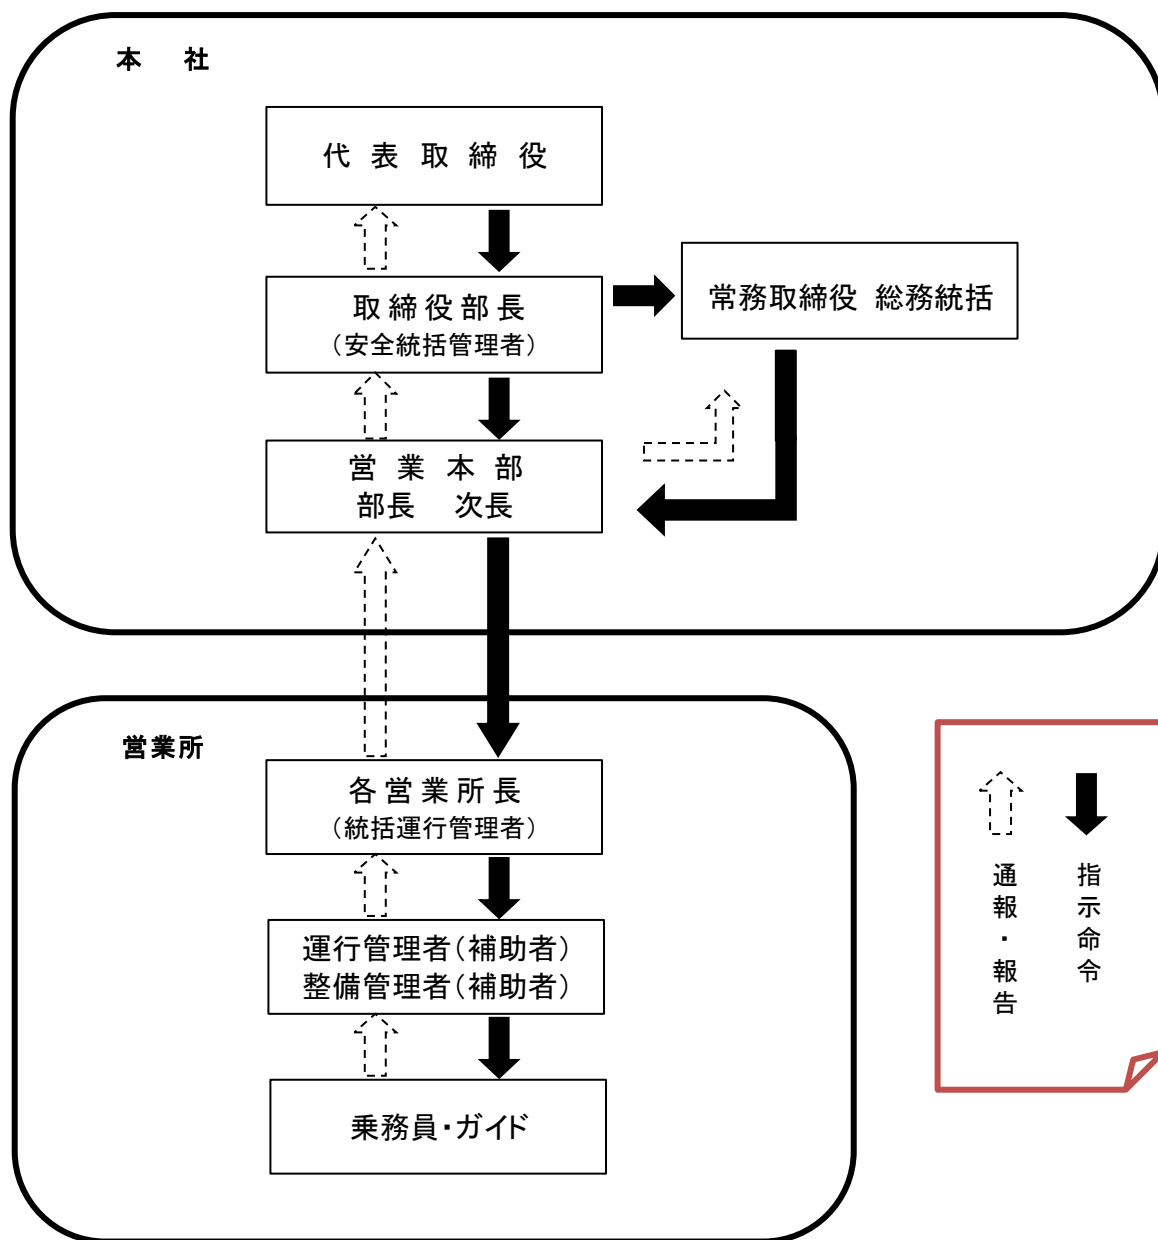 本 社
代表取締役
取締役部長
（安全統括管理者）
常務取締役 総務統括
営業本部
部長 次長
営業所
各営業所長
（統括運行管理者）
運行管理者（補助者）
整備管理者（補助者）
乗務員・ガイド
通報・報告
指示命令